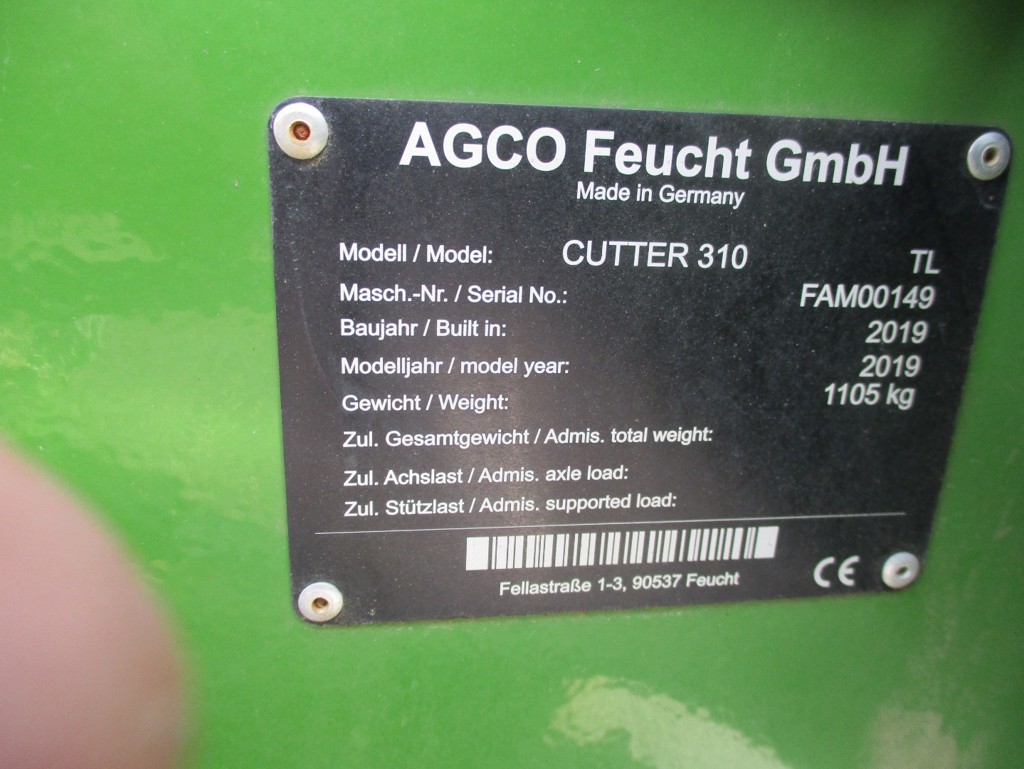 AGCO Feucht GmbH
Made in Germany
Modell / Model: CUTTER 310 TL
Masch.-Nr. / Serial No.: FAM00149
Baujahr / Built in: 2019
Modelljahr / model year: 2019
Gewicht / Weight: 1105 kg
Zul. Gesamtgewicht / Admis. total weight:
Zul. Achslast / Admis. axle load:
Zul. Stützlast / Admis. supported load:
Fellastraße 1-3, 90537 Feucht
CE